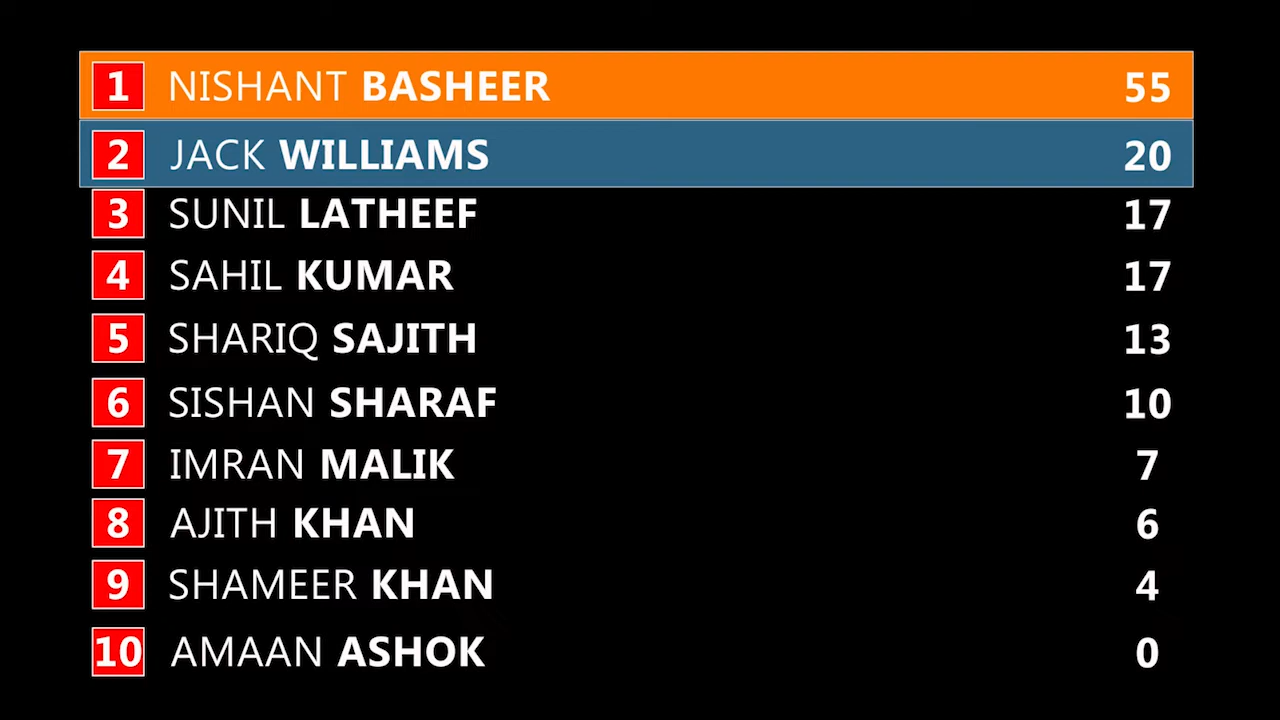 1 NISHANT BASHEER 55
2 JACK WILLIAMS 20
3 SUNIL LATHEEF 17
4 SAHIL KUMAR 17
5 SHARIQ SAJITH 13
6 SISHAN SHARAF 10
7 IMRAN MALIK 7
8 AJITH KHAN 6
9 SHAMEER KHAN 4
10 AMAAN ASHOK 0